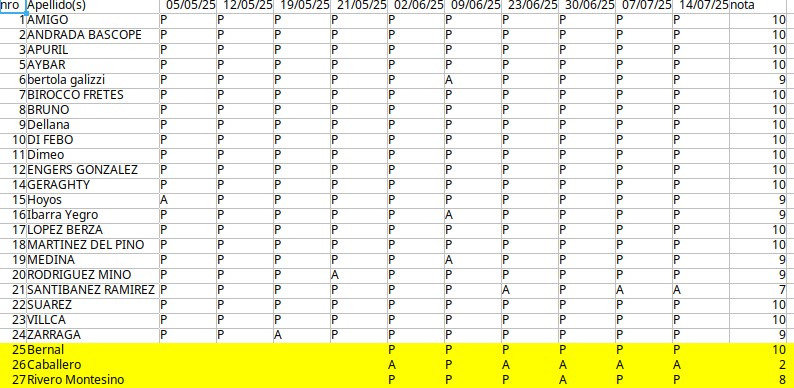 nro Apellido(s) 05/05/25 12/05/25 19/05/25 21/05/25 02/06/25 09/06/25 23/06/25 30/06/25 07/07/25 14/07/25 nota
1 AMIGO P P P P P P P P P P 10
2 ANDRADA BASCOPE P P P P P P P P P P 10
3 APURIL P P P P P P P P P P 10
5 AYBAR P P P P P P P P P P 10
6 bertola galizzi P P P P P A P P P P 9
7 BIROCCO FRETES P P P P P P P P P P 10
8 BRUNO P P P P P P P P P P 10
9 Dellana P P P P P P P P P P 10
10 DI FEBO P P P P P P P P P P 10
11 Dimeo P P P P P P P P P P 10
12 ENGERS GONZALEZ P P P P P P P P P P 10
14 GERAGHTY P P P P P P P P P P 10
15 Hoyos A P P P P P P P P P 9
16 Ibarra Yegro P P P P P A P P P P 9
17 LOPEZ BERZA P P P P P P P P P P 10
18 MARTINEZ DEL PINO P P P P P P P P P P 10
19 MEDINA P P P P P A P P P P 9
20 RODRIGUEZ MINO P P P A P P P P P P 9
21 SANTIBANEZ RAMIREZ P P P P P P A P A A 7
22 SUAREZ P P P P P P P P P P 10
23 VILLCA P P P P P P P P P P 10
24 ZARRAGA P P A P P P P P P P 9
25 Bernal P P P P P P 10
26 Caballero A P A A A A 2
27 Rivero Montesino P P P A P P 8